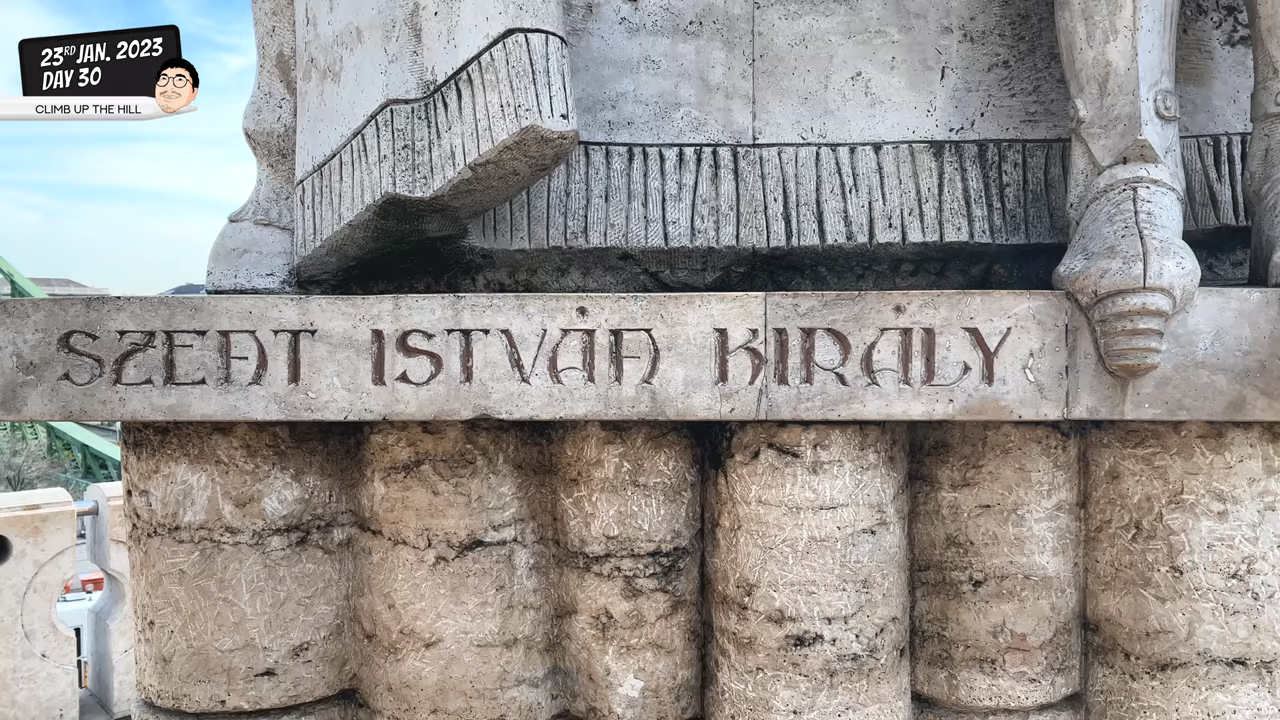 23RD JAN. 2023
DAY 30
CLIMB UP THE HILL
SZENT ISTVÁN KIRÁLY